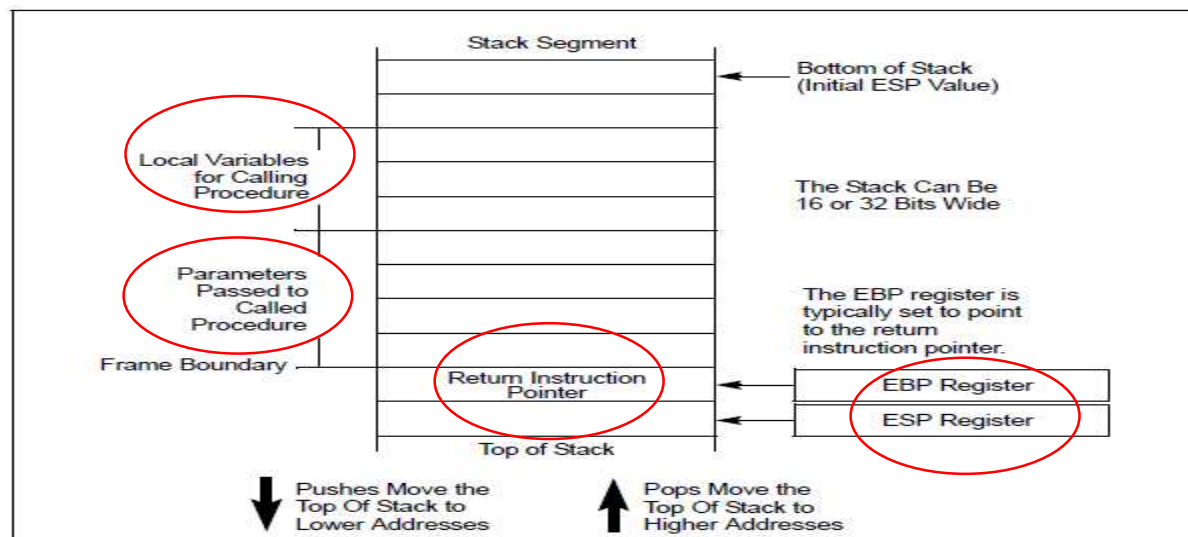 Stack Segment
Bottom of Stack
(Initial ESP Value)
Local Variables
for Calling
Procedure
The Stack Can Be
16 or 32 Bits Wide
Parameters
Passed to
Called
Procedure
The EBP register is
typically set to point
to the return
instruction pointer.
Frame Boundary
Return Instruction
Pointer
EBP Register
ESP Register
Top of Stack
Pushes Move the
Top Of Stack to
Lower Addresses
Pops Move the
Top Of Stack to
Higher Addresses